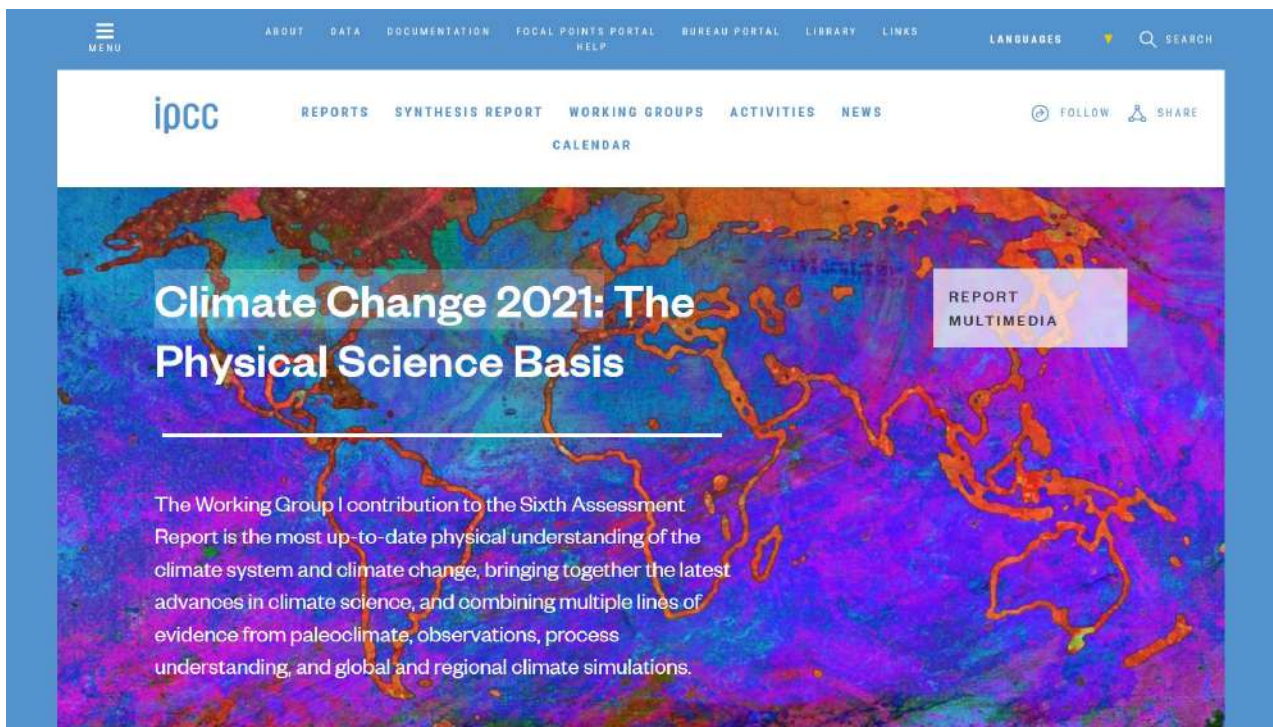 MENU
ABOUT DATA DOCUMENTATION FOCAL POINTS PORTAL BUREAU PORTAL LIBRARY LINKS
HELP
LANGUAGES
SEARCH
ipcc
REPORTS SYNTHESIS REPORT WORKING GROUPS ACTIVITIES NEWS
CALENDAR
FOLLOW SHARE
Climate Change 2021: The
Physical Science Basis
REPORT
MULTIMEDIA
The Working Group I contribution to the Sixth Assessment
Report is the most up-to-date physical understanding of the
climate system and climate change, bringing together the latest
advances in climate science, and combining multiple lines of
evidence from paleoclimate, observations, process
understanding, and global and regional climate simulations.